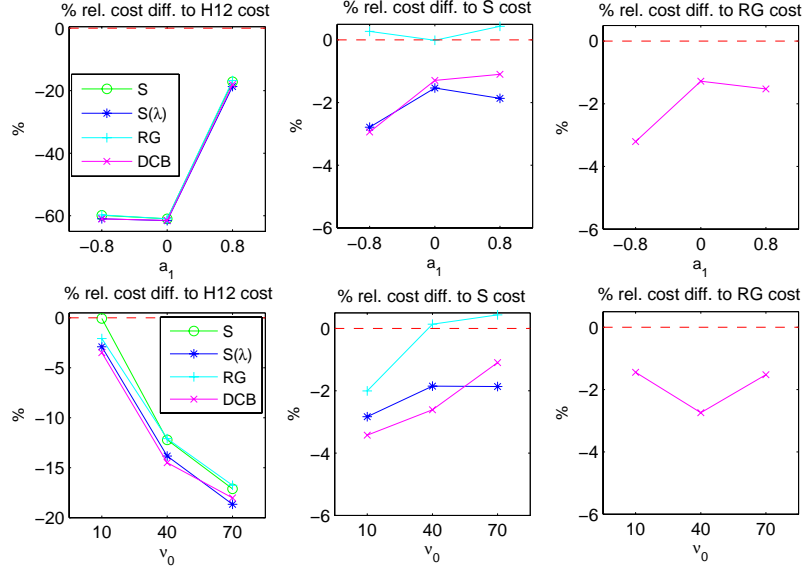 % rel. cost diff. to H12 cost
0
−20
−40
−60
%
S
S(λ)
RG
DCB
−0.8
0
0.8
a1
% rel. cost diff. to S cost
0
−2
−4
−6
%
−0.8
0
0.8
a1
% rel. cost diff. to RG cost
0
−2
−4
−6
%
−0.8
0
0.8
a1
% rel. cost diff. to H12 cost
0
−5
−10
−15
−20
%
S
S(λ)
RG
DCB
10
40
70
ν0
% rel. cost diff. to S cost
0
−2
−4
−6
%
10
40
70
ν0
% rel. cost diff. to RG cost
0
−2
−4
−6
%
10
40
70
ν0